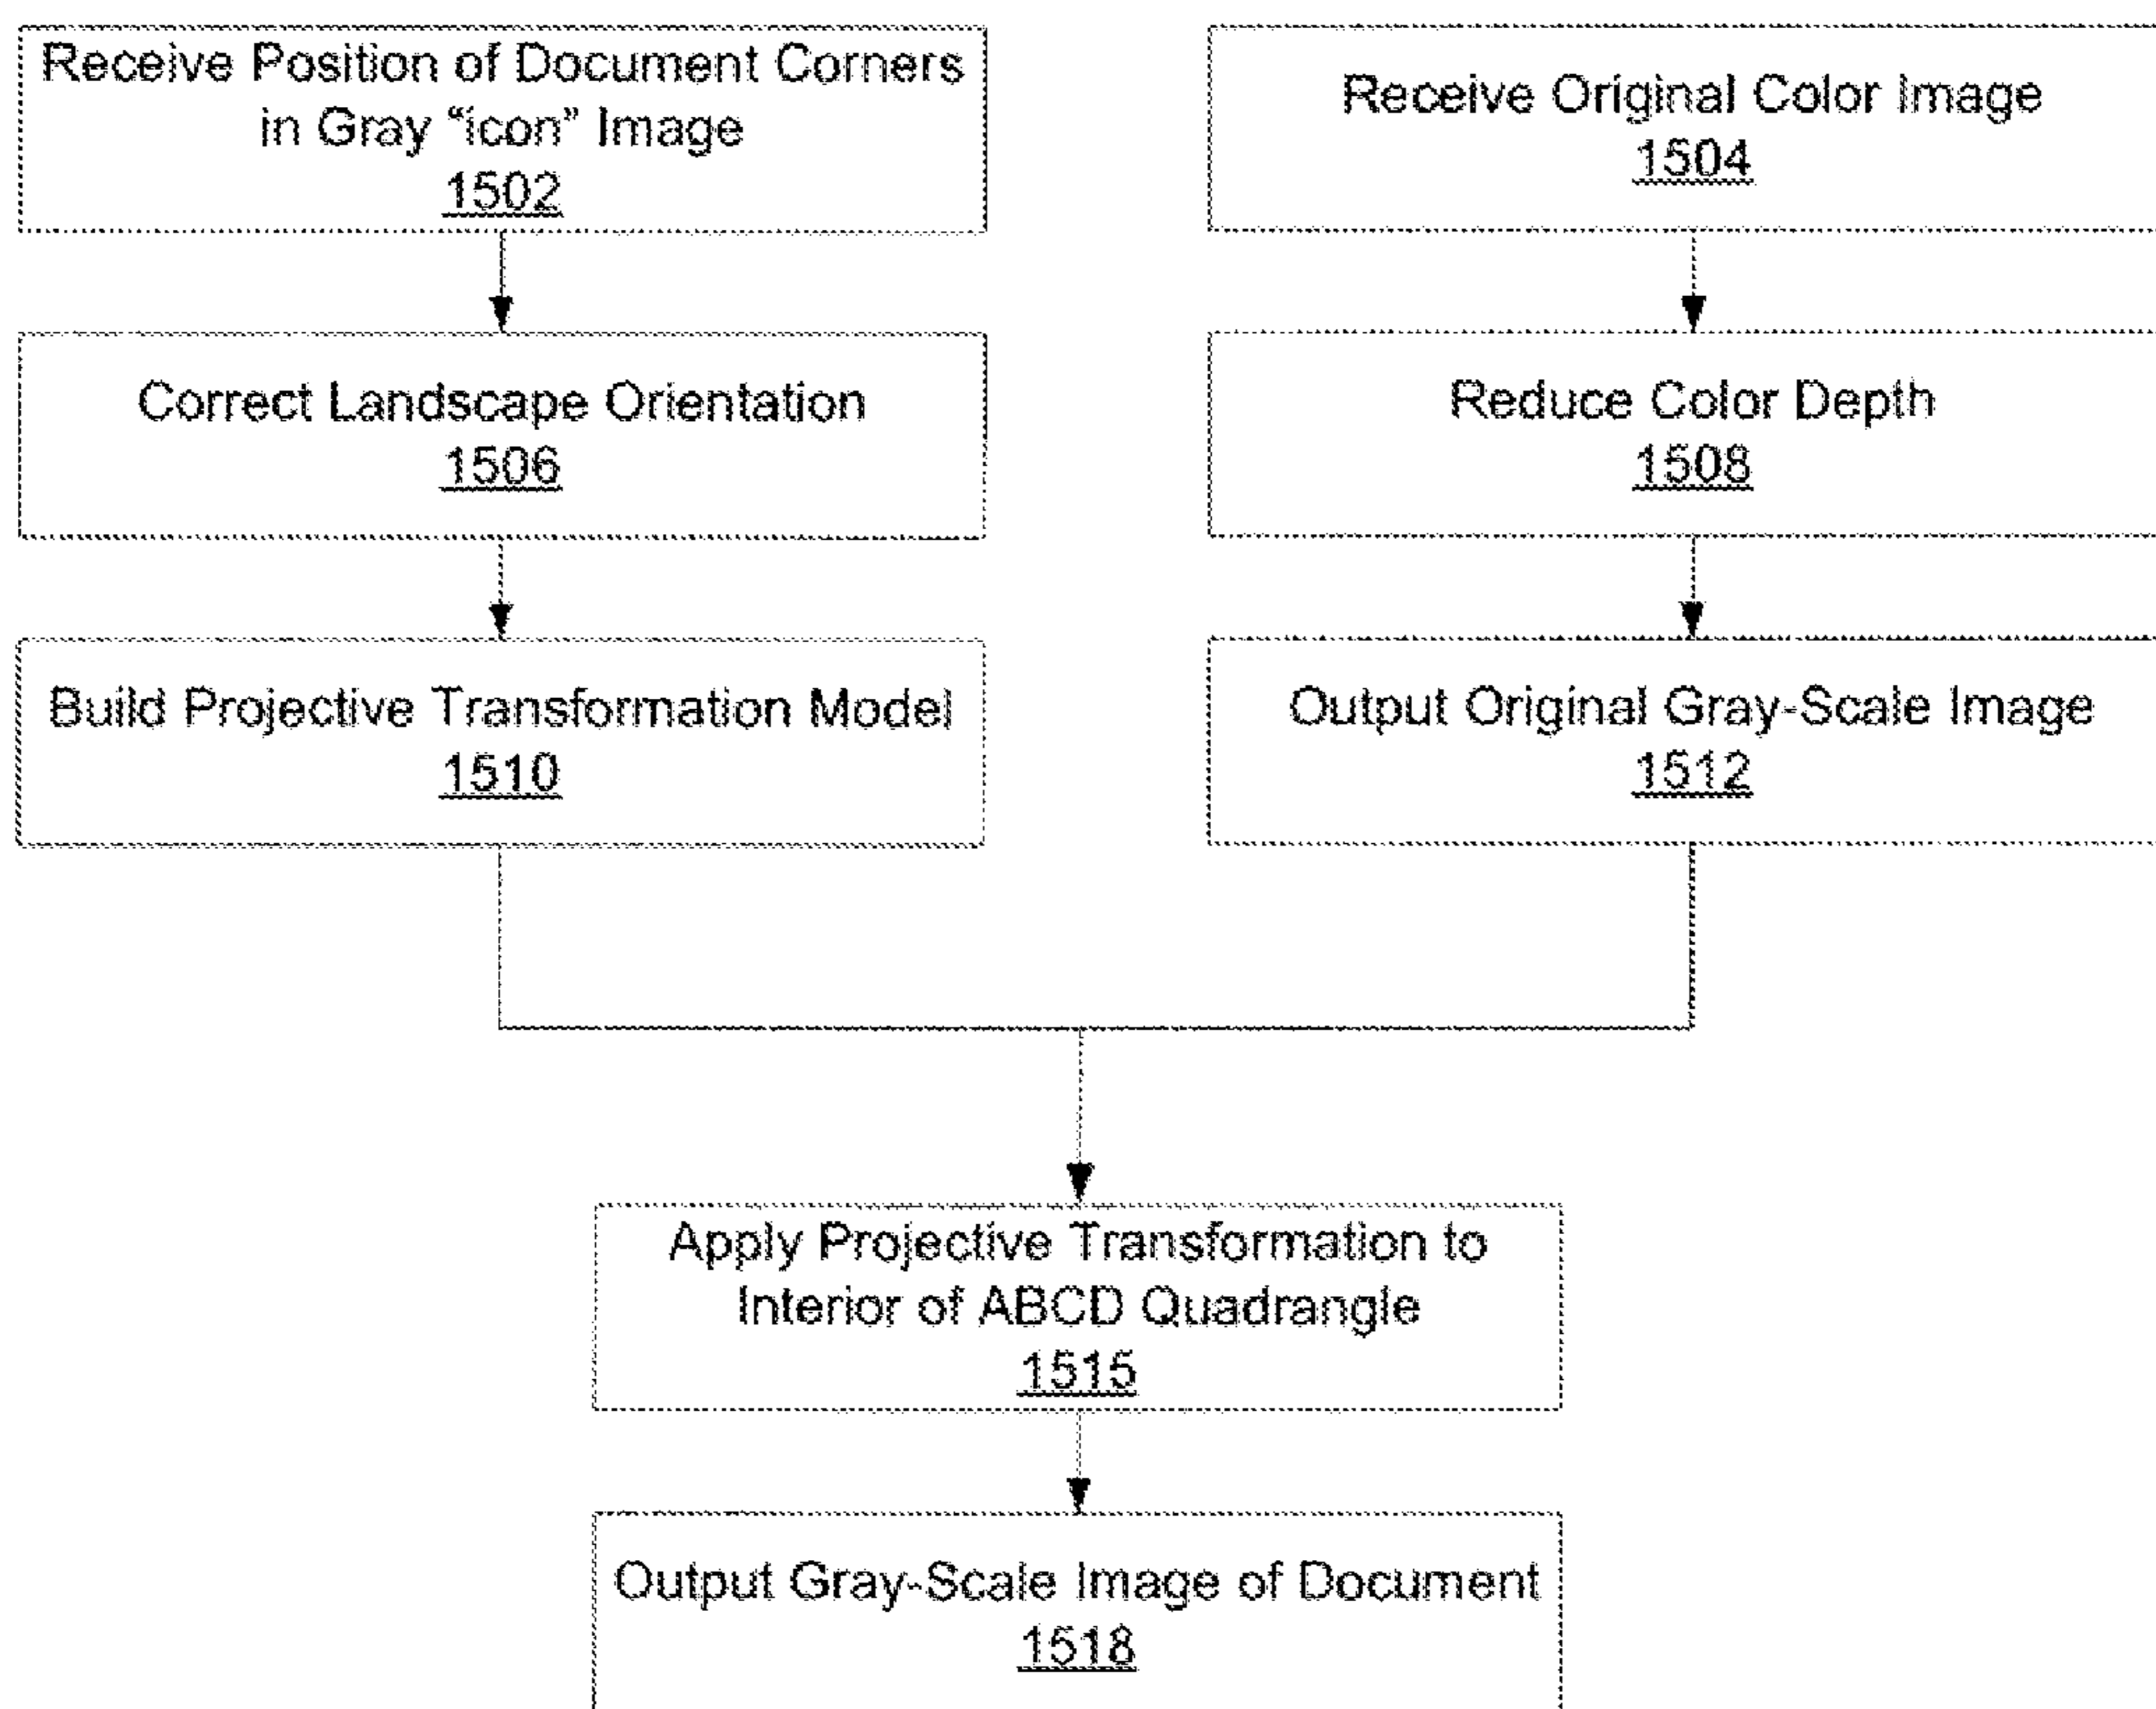 Receive Position of Document Corners
in Gray “icon” Image
1502
Receive Original Color Image
1504
Correct Landscape Orientation
1506
Reduce Color Depth
1508
Build Projective Transformation Model
1510
Output Original Gray-Scale Image
1512
Apply Projective Transformation to
Interior of ABCD Quadrangle
1515
Output Gray-Scale Image of Document
1518